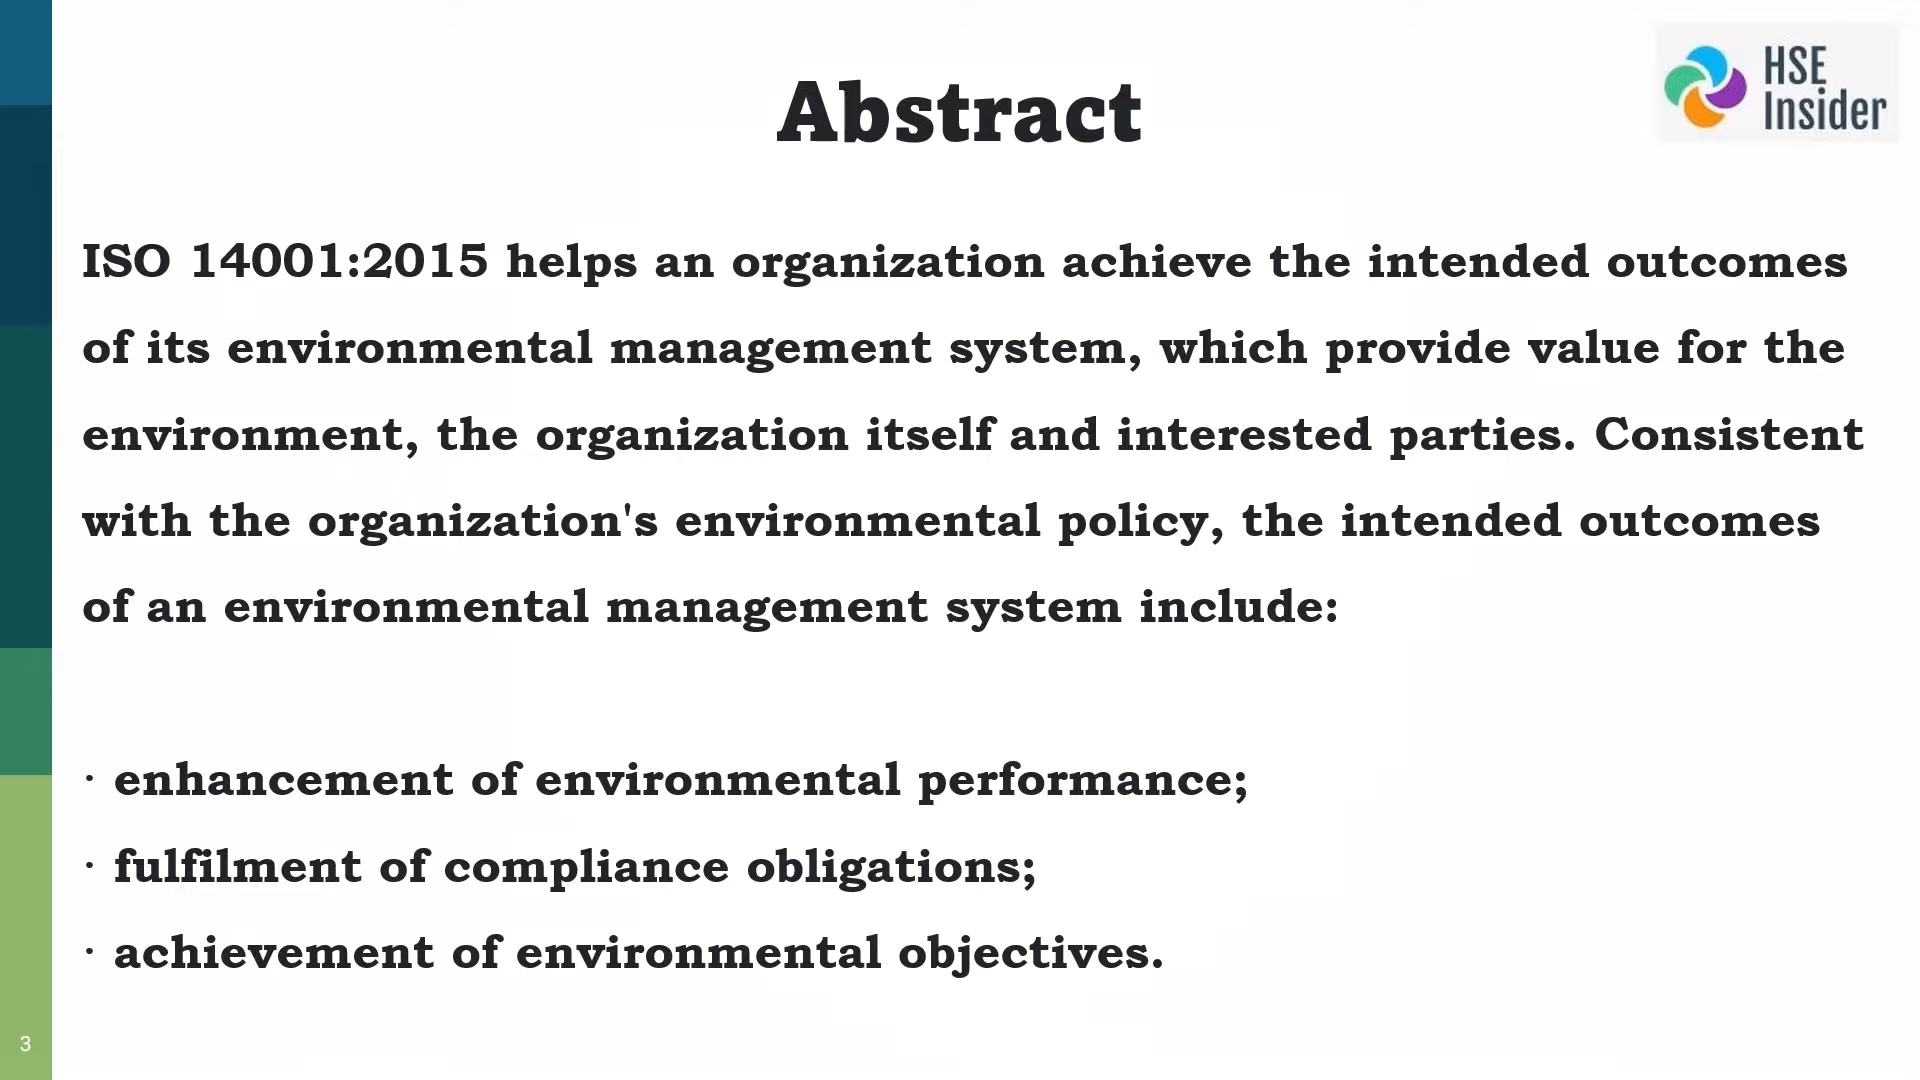 Abstract
HSE
Insider
ISO 14001:2015 helps an organization achieve the intended outcomes
of its environmental management system, which provide value for the
environment, the organization itself and interested parties. Consistent
with the organization's environmental policy, the intended outcomes
of an environmental management system include:
· enhancement of environmental performance;
· fulfilment of compliance obligations;
· achievement of environmental objectives.
3